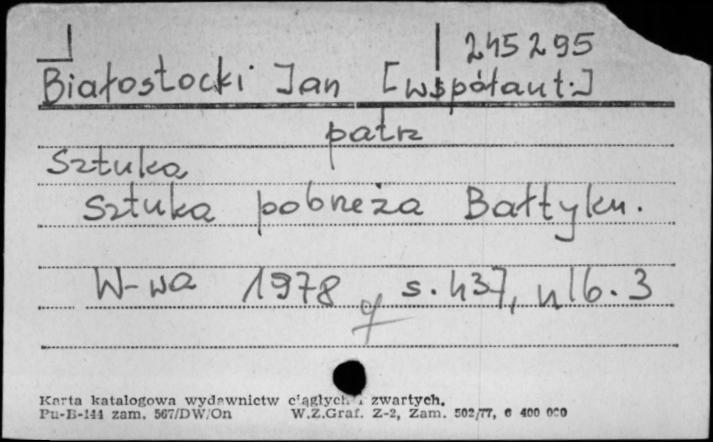 245295
Białostocki Jan [współaut.]
patrz
Sztuka
Sztuka pobrzeża Bałtyku.
W-wa 1978, s. 437, nlb. 3
Karta katalogowa wydawnictw ciągłych i zwartych.
Pu-B-144 zam. 567/DW/On W.Z.Graf. Z-2, Zam. 502/77, 6 400 000